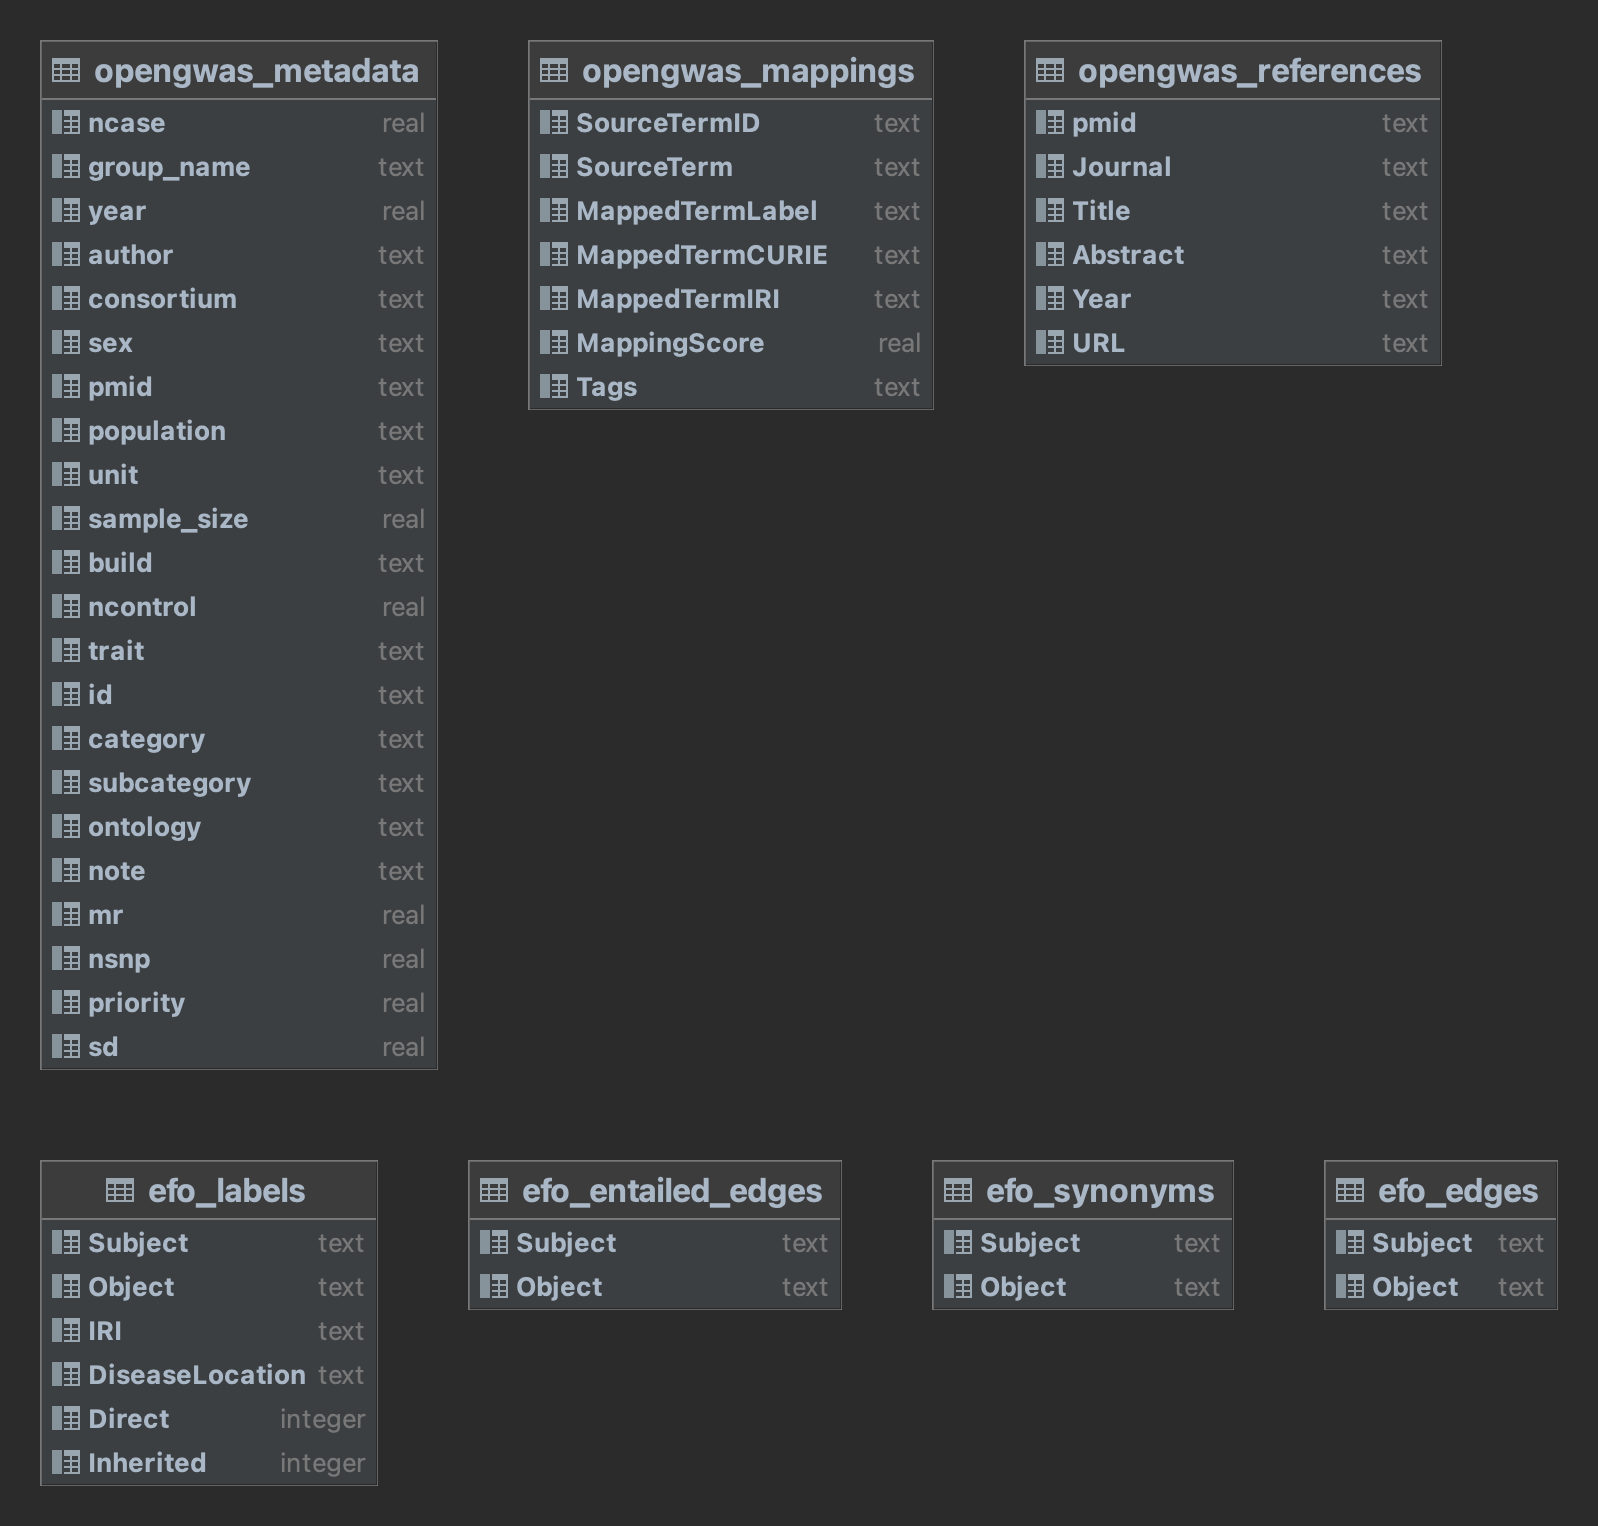 opengwas_metadata
ncase real
group_name text
year real
author text
consortium text
sex text
pmid text
population text
unit text
sample_size real
build text
ncontrol real
trait text
id text
category text
subcategory text
ontology text
note text
mr real
nsnp real
priority real
sd real
opengwas_mappings
SourceTermID text
SourceTerm text
MappedTermLabel text
MappedTermCURIE text
MappedTermIRI text
MappingScore real
Tags text
opengwas_references
pmid text
Journal text
Title text
Abstract text
Year text
URL text
efo_labels
Subject text
Object text
IRI text
DiseaseLocation text
Direct integer
Inherited integer
efo_entailed_edges
Subject text
Object text
efo_synonyms
Subject text
Object text
efo_edges
Subject text
Object text